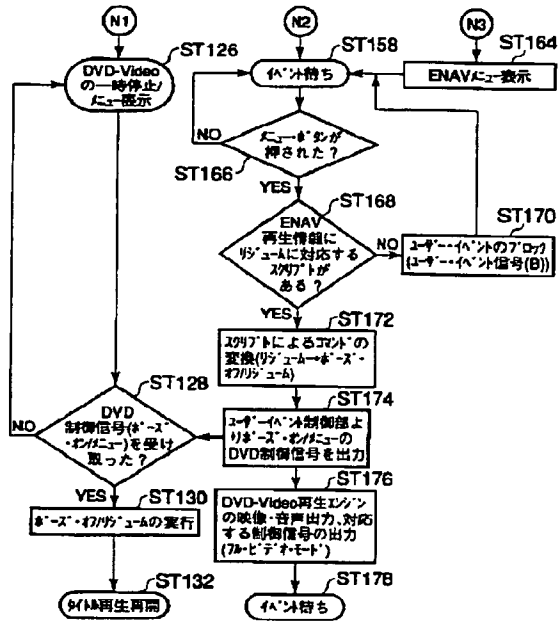 N1
N2
N3
ST126
DVD-Video
の一時停止/
メニュー表示
ST158
イベント待ち
ST164
ENAVメニュー表示
NO
メニュー・ボタンが
押された?
ST166
YES
ST168
ENAV
再生情報に
リジュームに対応する
スクリプトが
ある?
NO
ST170
ユーザー・イベントのブロック
(ユーザー・イベント信号(B))
YES
ST172
スクリプトによるコマンドの
変換(リジューム→ポーズ・
オフ/リジューム)
ST128
NO
DVD
制御信号(ポーズ
・オン/メニュー)を受け
取った?
ST174
ユーザーイベント制御部よ
りポーズ・オン/メニューの
DVD制御信号を出力
YES
ST130
ポーズ・オフ/リジュームの実行
ST176
DVD-Video再生エンジン
の映像・音声出力、対応
する制御信号の出力
(フル・ビデオ・モード)
ST132
タイトル再生再開
ST178
イベント待ち